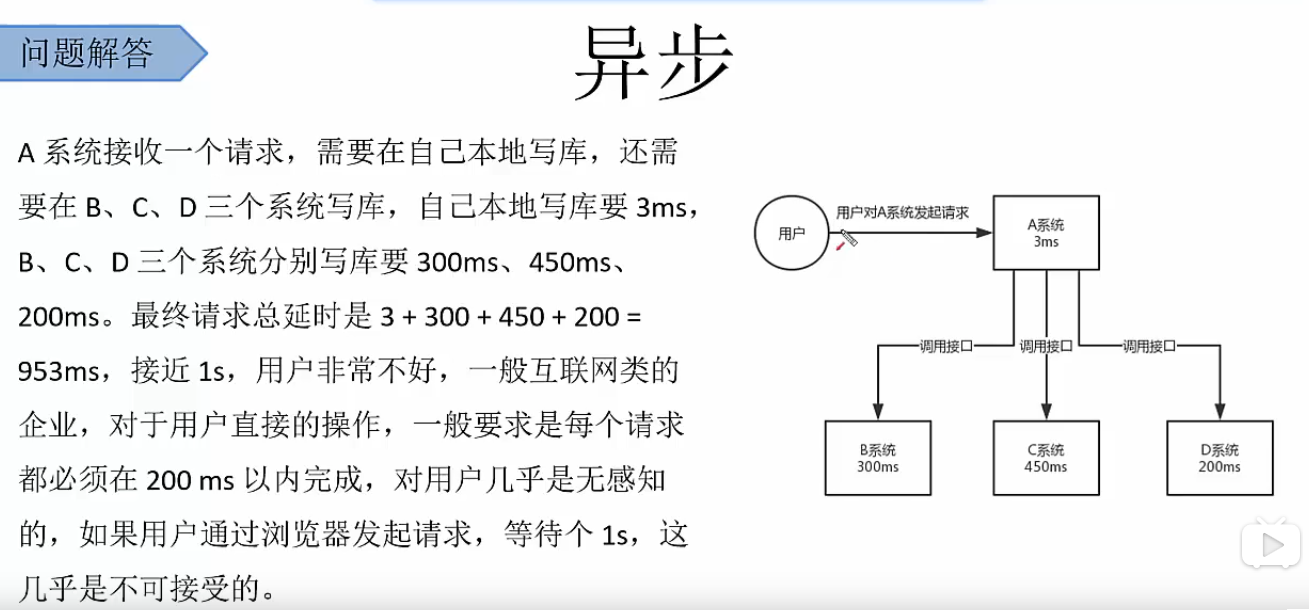 问题解答
异步
A 系统接收一个请求，需要在自己本地写库，还需
要在 B、C、D 三个系统写库，自己本地写库要 3ms，
B、C、D 三个系统分别写库要 300ms、450ms、
200ms。最终请求总延时是 3 + 300 + 450 + 200 =
953ms，接近 1s，用户非常不好，一般互联网类的
企业，对于用户直接的操作，一般要求是每个请求
都必须在 200 ms 以内完成，对用户几乎是无感知
的，如果用户通过浏览器发起请求，等待个 1s，这
几乎是不可接受的。
用户
用户对A系统发起请求
A系统
3ms
调用接口
调用接口
调用接口
B系统
300ms
C系统
450ms
D系统
200ms